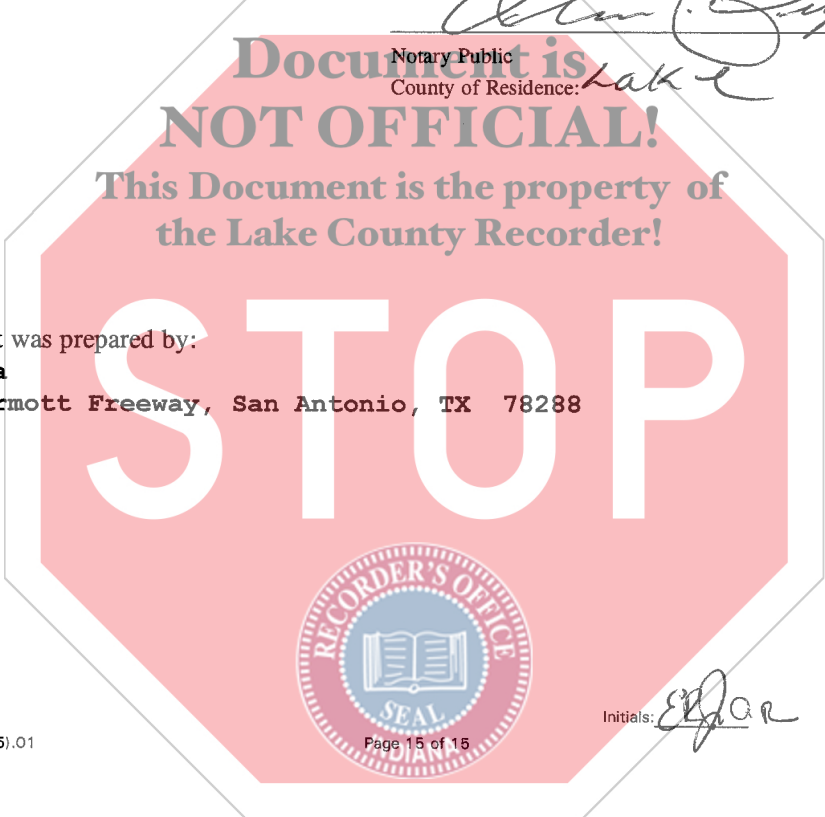 Document is
Notary Public
County of Residence: Lake
NOT OFFICIAL!
This Document is the property of
the Lake County Recorder!
STOP
t was prepared by:
a
rmott Freeway, San Antonio, TX 78288
RECORDER'S OFFICE
SEAL
INDIANA
Initials:
5).01
Page 15 of 15